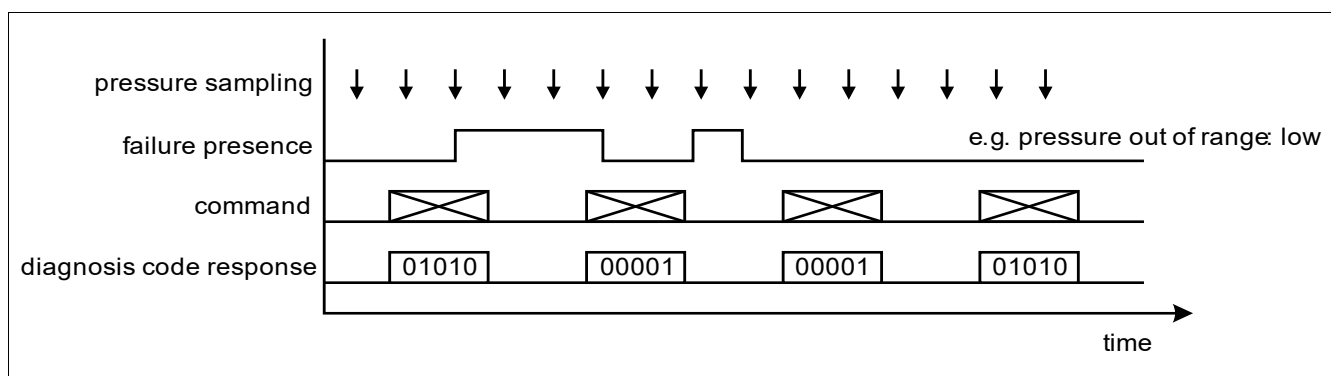 pressure sampling
failure presence
e.g. pressure out of range: low
command
diagnosis code response
01010
00001
00001
01010
time